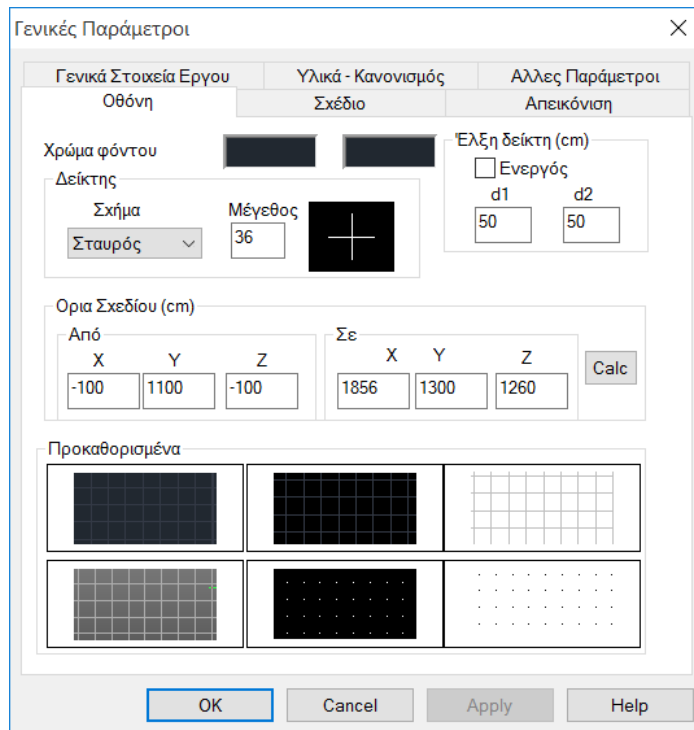 Γενικές Παράμετροι
Γενικά Στοιχεία Εργου Υλικά - Κανονισμός Αλλες Παράμετροι
Οθόνη Σχέδιο Απεικόνιση
Χρώμα φόντου
Έλξη δείκτη (cm)
Ενεργός
d1 d2
50 50
Δείκτης
Σχήμα Μέγεθος
Σταυρός 36
Ορια Σχεδίου (cm)
Από
X Y Z
-100 1100 -100
Σε
X Y Z
1856 1300 1260
Calc
Προκαθορισμένα
OK Cancel Apply Help